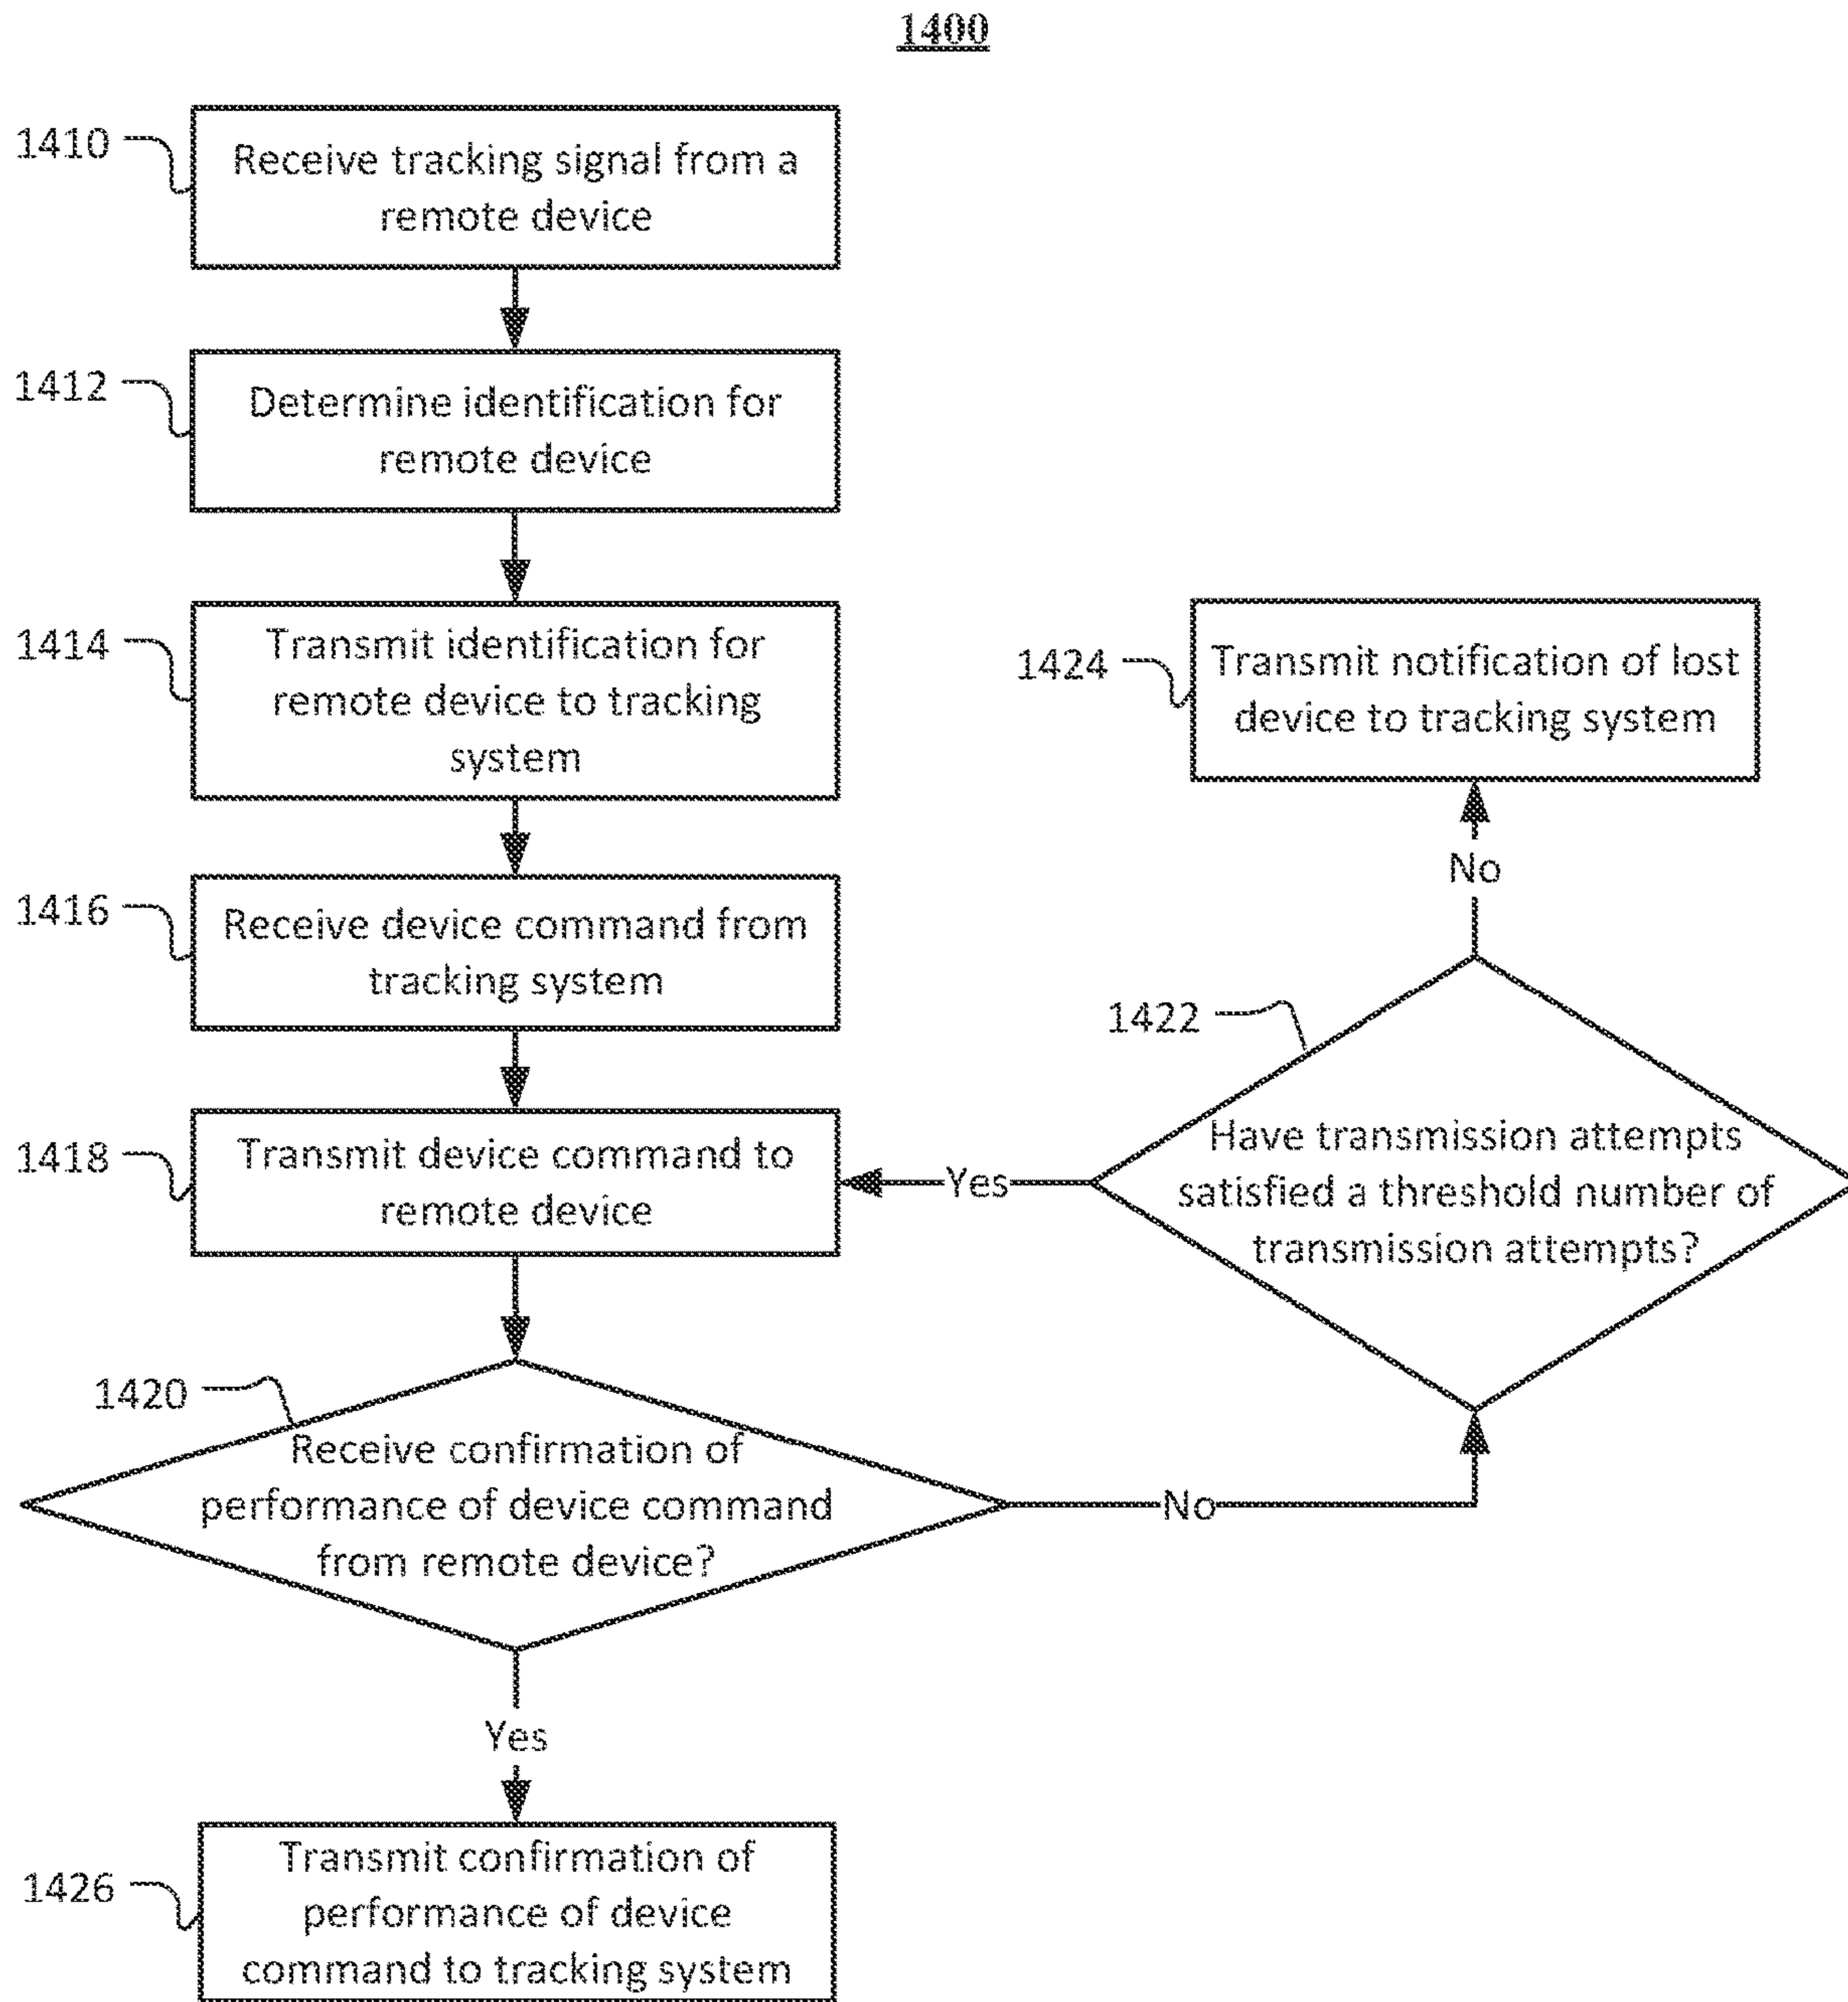 1400
1410
Receive tracking signal from a
remote device
1412
Determine identification for
remote device
1414
Transmit identification for
remote device to tracking
system
1416
Receive device command from
tracking system
1418
Transmit device command to
remote device
1420
Receive confirmation of
performance of device command
from remote device?
No
Yes
1422
Have transmission attempts
satisfied a threshold number of
transmission attempts?
Yes
No
1424
Transmit notification of lost
device to tracking system
1426
Transmit confirmation of
performance of device
command to tracking system